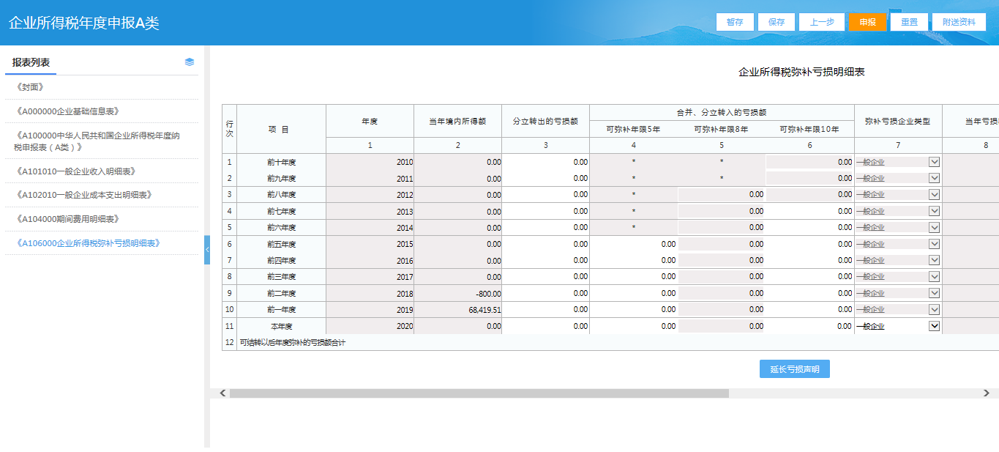 企业所得税年度申报A类
暂存 保存 上一步 申报 重置 附送资料
报表列表
《封面》
《A000000企业基础信息表》
《A100000中华人民共和国企业所得税年度纳
税申报表（A类）》
《A101010一般企业收入明细表》
《A102010一般企业成本支出明细表》
《A104000期间费用明细表》
《A106000企业所得税弥补亏损明细表》
企业所得税弥补亏损明细表
行次 项 目 年度 当年境内所得额 分立转出的亏损额 合并、分立转入的亏损额 弥补亏损企业类型 当年亏损
可弥补年限5年 可弥补年限8年 可弥补年限10年
1 2 3 4 5 6 7 8
1 前十年度 2010 0.00 0.00 * * 0.00 一般企业
2 前九年度 2011 0.00 0.00 * * 0.00 一般企业
3 前八年度 2012 0.00 0.00 * 0.00 0.00 一般企业
4 前七年度 2013 0.00 0.00 * 0.00 0.00 一般企业
5 前六年度 2014 0.00 0.00 * 0.00 0.00 一般企业
6 前五年度 2015 0.00 0.00 0.00 0.00 0.00 一般企业
7 前四年度 2016 0.00 0.00 0.00 0.00 0.00 一般企业
8 前三年度 2017 0.00 0.00 0.00 0.00 0.00 一般企业
9 前二年度 2018 -800.00 0.00 0.00 0.00 0.00 一般企业
10 前一年度 2019 68,419.51 0.00 0.00 0.00 0.00 一般企业
11 本年度 2020 0.00 0.00 0.00 0.00 0.00 一般企业
12 可结转以后年度弥补的亏损额合计
延长亏损声明